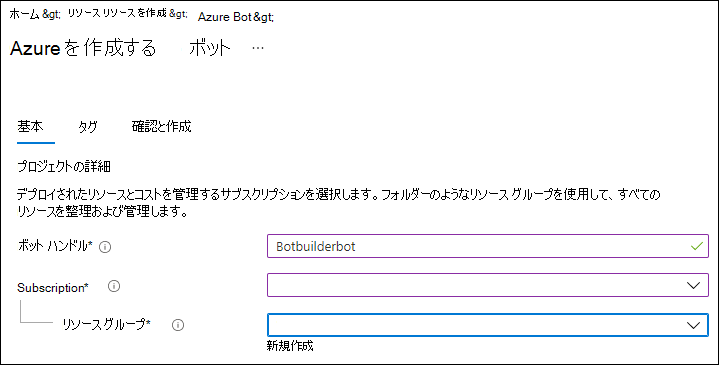 ホーム &gt; リソース リソースを作成 &gt; Azure Bot&gt;
Azureを作成する ボット …
基本 タグ 確認と作成
プロジェクトの詳細
デプロイされたリソースとコストを管理するサブスクリプションを選択します。フォルダーのようなリソース グループを使用して、すべての
リソースを整理および管理します。
ボット ハンドル* Botbuilderbot
Subscription*
リソース グループ*
新規作成